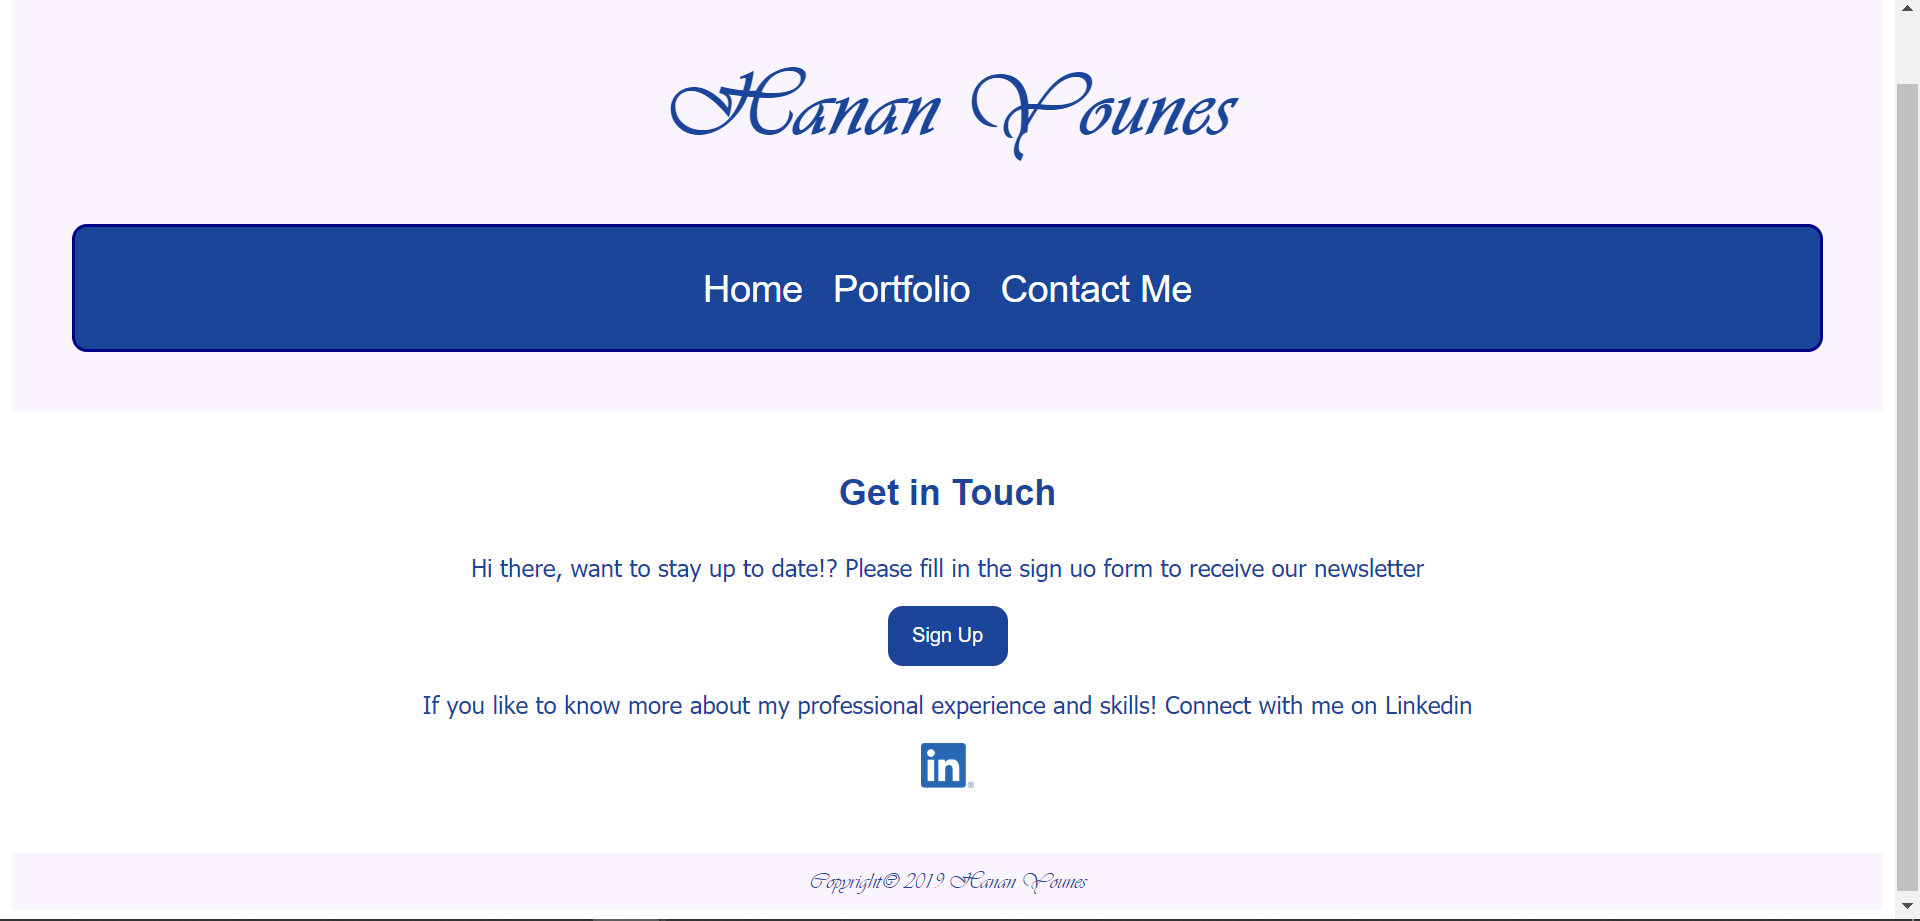 Hanan Younes
Home Portfolio Contact Me
Get in Touch
Hi there, want to stay up to date!? Please fill in the sign uo form to receive our newsletter
Sign Up
If you like to know more about my professional experience and skills! Connect with me on Linkedin
in®
Copyright© 2019 Hanan Younes